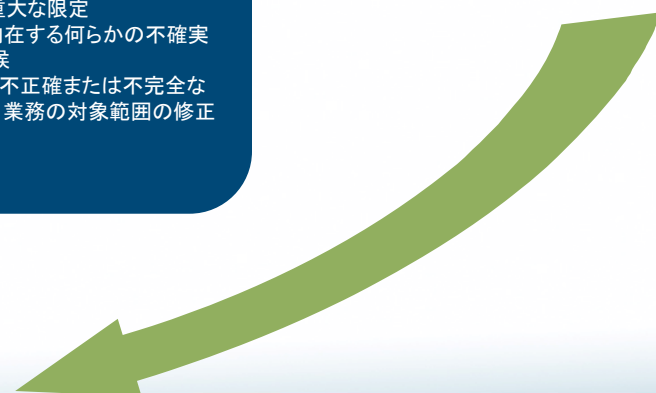 重大な限定
在する何らかの不確実
候
不正確または不完全な
業務の対象範囲の修正